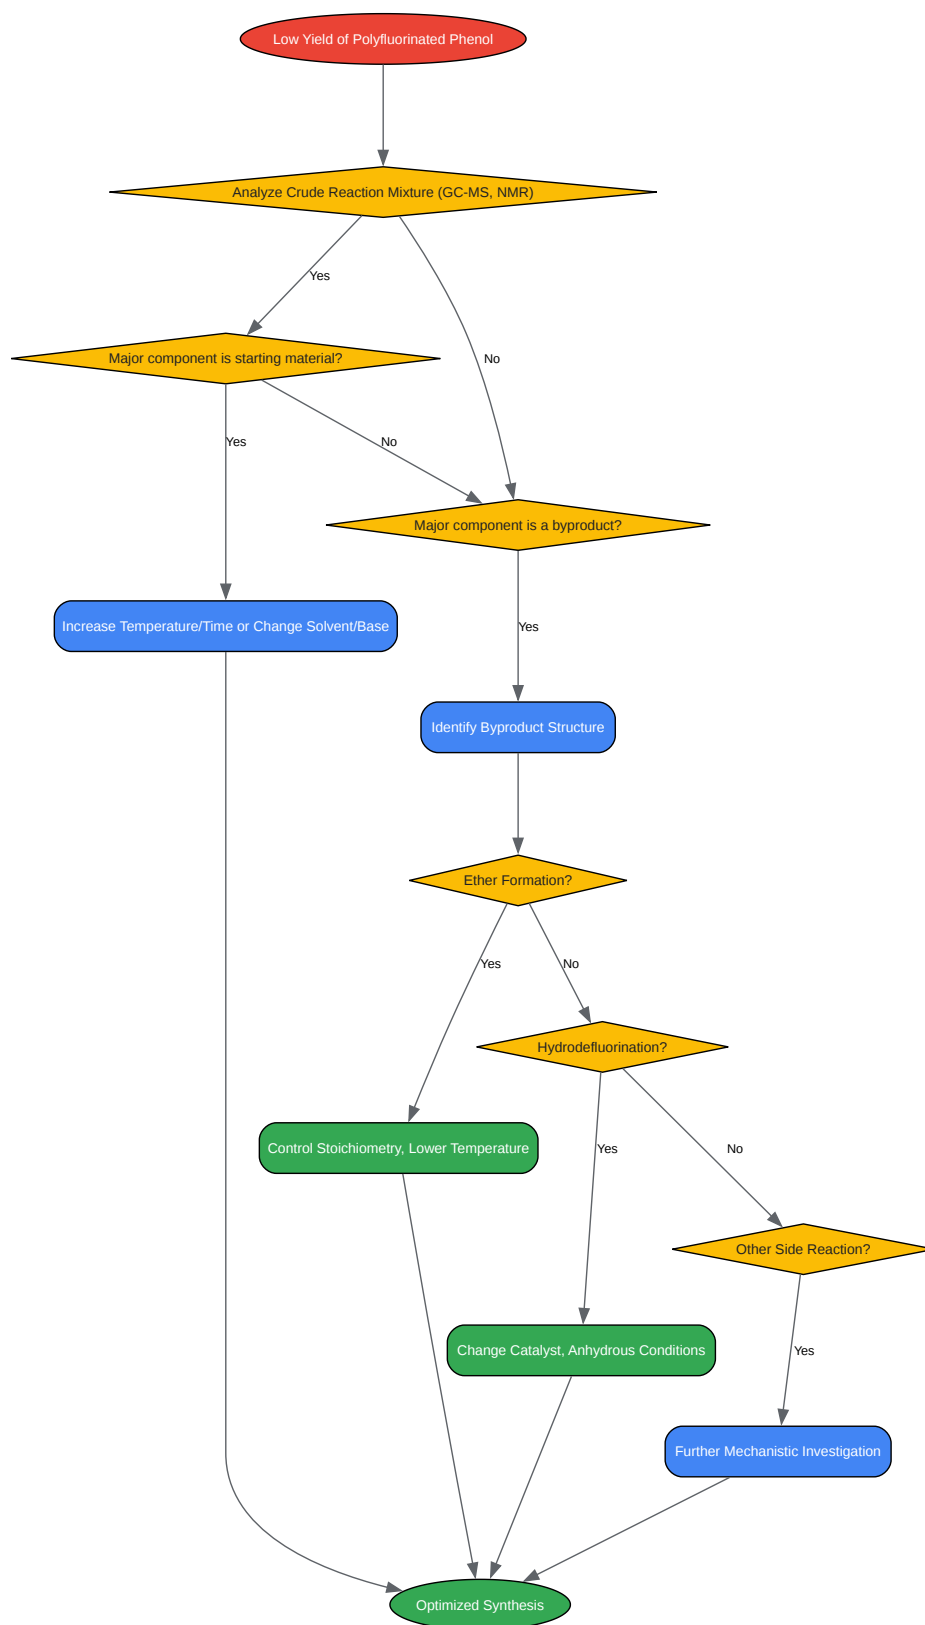 Low Yield of Polyfluorinated Phenol
Analyze Crude Reaction Mixture (GC-MS, NMR)
Yes
Major component is starting material?
No
Yes
No
Major component is a byproduct?
Increase Temperature/Time or Change Solvent/Base
Yes
Identify Byproduct Structure
Ether Formation?
Yes
No
Hydrodefluorination?
Control Stoichiometry, Lower Temperature
Yes
No
Other Side Reaction?
Change Catalyst, Anhydrous Conditions
Yes
Further Mechanistic Investigation
Optimized Synthesis